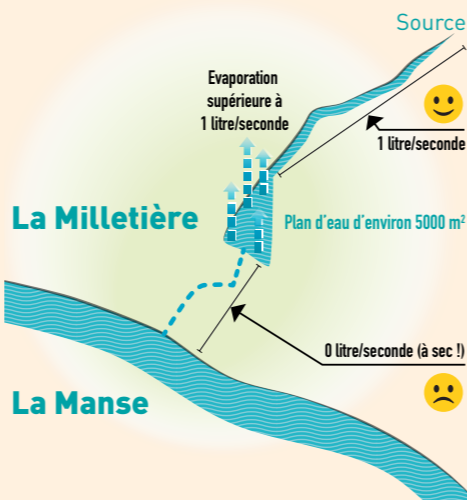 Source
Evaporation
supérieure à
1 litre/seconde
1 litre/seconde
La Milletière
Plan d'eau d'environ 5000 m²
0 litre/seconde (à sec !)
La Manse